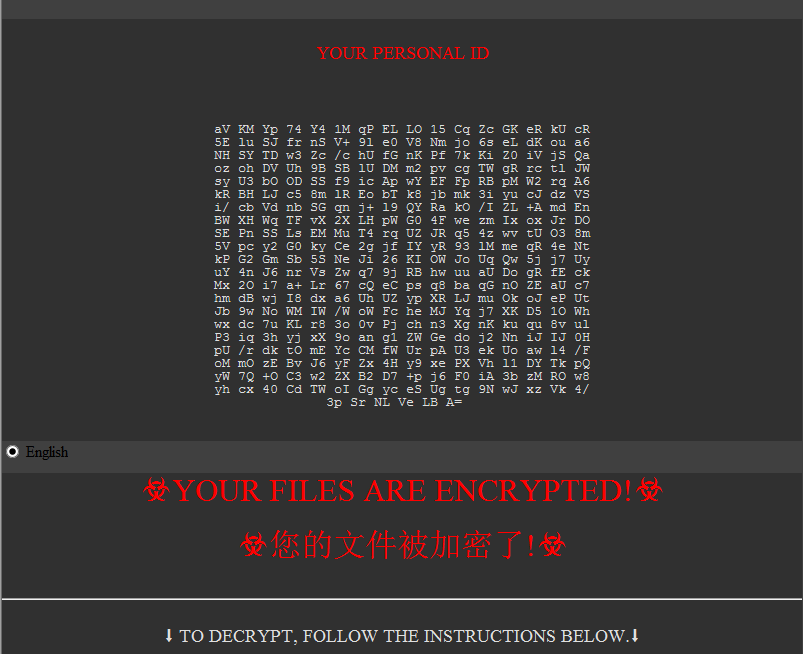 YOUR PERSONAL ID
aV KM Yp 74 Y4 1M qP EL LO 15 Cq Zc GK eR kU cR
5E lu SJ fr nS V+ 9l e0 V8 Nm jo 6s eL dK ou a6
NH SY TD w3 Zc /c hU fG nK Pf 7k Ki Z0 iV jS Qa
oz oh DV Uh 9B SB lU DM m2 pv cg TW gR rc tl JW
sy U3 bO OD SS f9 ic Ap wY EF Fp RB pM W2 rq A6
kR BH LJ c5 8m lR Eo bT k8 jb mk 3i yu cJ dz VS
i/ cb Vd nb SG qn j+ l9 QY Ra kO /I ZL +A md En
BW XH Wq TF vX 2X LH pW G0 4F we zm Ix ox Jr DO
SE Pn SS Ls EM Mu T4 rq UZ JR q5 4z wv tU O3 8m
5V pc y2 G0 ky Ce 2g jf IY yR 93 lM me qR 4e Nt
kP G2 Gm Sb 5S Ne Ji 26 KI OW Jo Uq Qw 5j j7 Uy
uY 4n J6 nr Vs Zw q7 9j RB hw uu aU Do gR fE ck
Mx 2O i7 a+ Lr 67 cQ eC ps q8 ba qG nO ZE aU c7
hm dB wj I8 dx a6 Uh UZ yp XR LJ mu Ok oJ eP Ut
Jb 9w No WM IW /W oW Fc he MJ Yq j7 XK D5 1O Wh
wx dc 7u KL r8 3o 0v Pj ch n3 Xg nK ku qu 8v ul
P3 iq 3h yj xX 9o an g1 ZW Ge do j2 Nn iJ IJ 0H
pU /r dk tO mE Yc CM fW Ur pA U3 ek Uo aw l4 /F
oM mO zE Bv J6 yF Zx 4H y9 xe PX Vh l1 DY Tk pQ
yW 7Q +O C3 w2 ZX B2 D7 +p j6 F0 iA 3b zM RO w8
yh cx 40 Cd TW oI Gg yc eS Ug tg 9N wJ xz Vk 4/
3p Sr NL Ve LB A=
English
☣YOUR FILES ARE ENCRYPTED!☣
☣您的文件被加密了!☣
⬇ TO DECRYPT, FOLLOW THE INSTRUCTIONS BELOW.⬇